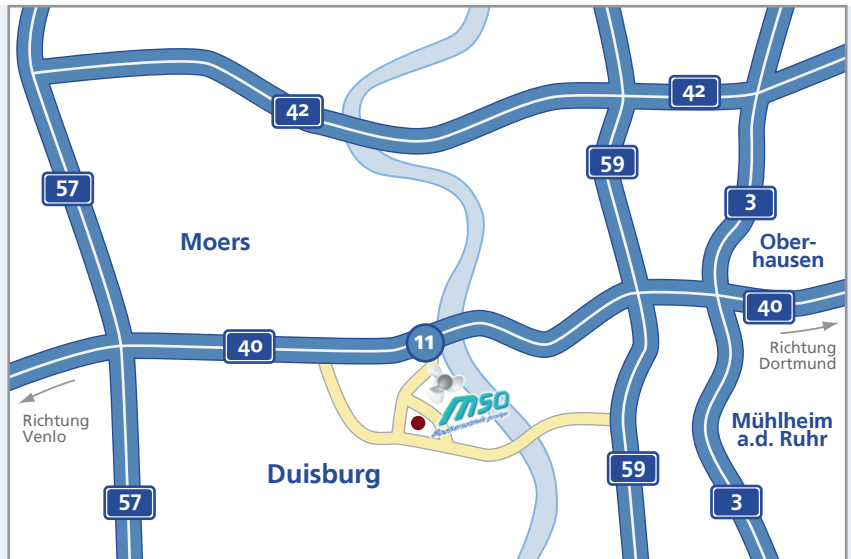 42
42
59
57
3
Moers
Ober-
hausen
40
11
40
Richtung
Dortmund
Richtung
Venlo
MSO
Mühlheim
a.d. Ruhr
Duisburg
59
57
3